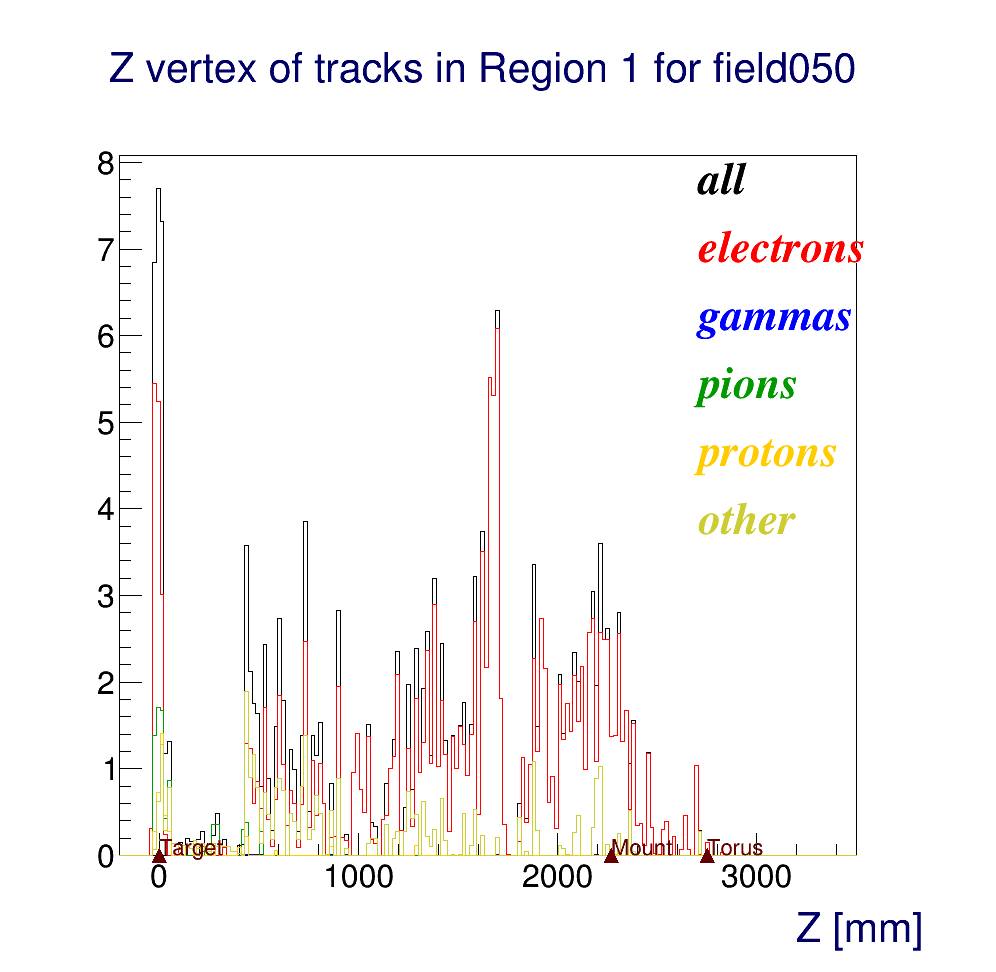 Z vertex of tracks in Region 1 for field050
8
7
6
5
4
3
2
1
0
all
electrons
gammas
pions
protons
other
Target
Mount
Torus
0 1000 2000 3000
Z [mm]